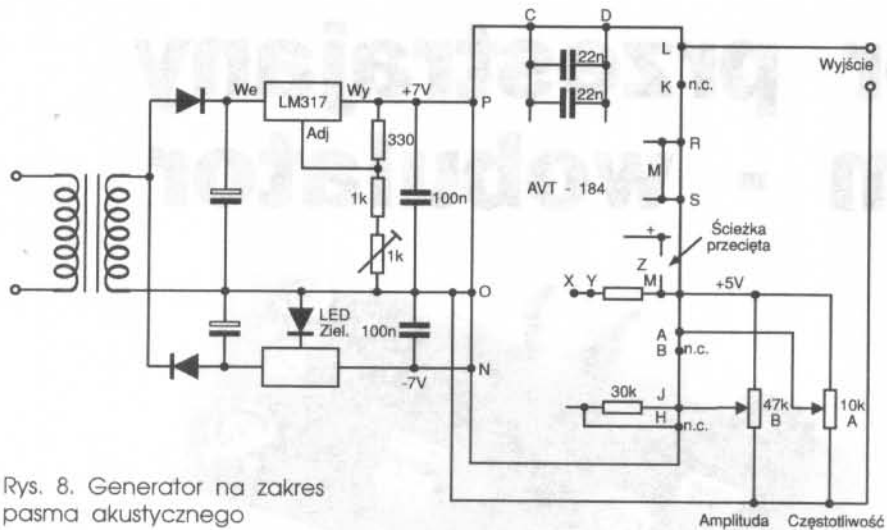 C
D
L
Wyjście
22n
22n
K
n.c.
We
LM317
Wy
+7V
P
Adj
330
R
M
AVT - 184
S
1k
100n
+
Ścieżka
przecięta
1k
Z
X
Y
M
O
+5V
LED
Ziel.
100n
A
B
n.c.
N
-7V
30k
J
H
n.c.
47k
B
10k
A
Rys. 8. Generator na zakres
pasma akustycznego
Amplituda
Częstotliwość